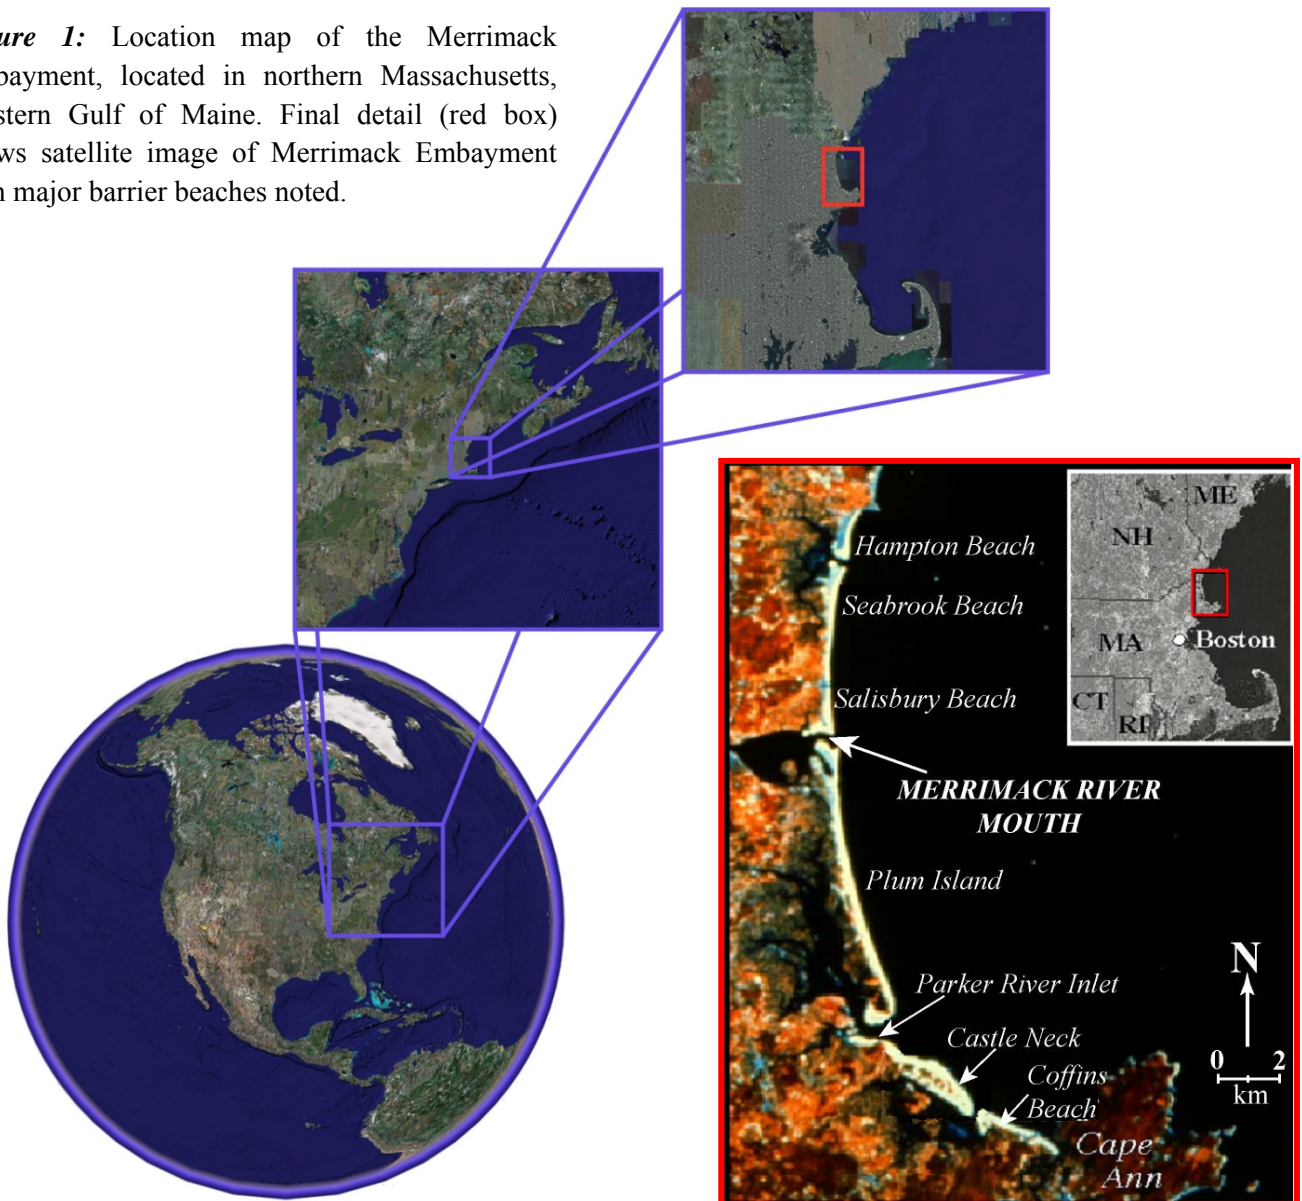 ure 1: Location map of the Merrimack
bayment, located in northern Massachusetts,
stern Gulf of Maine. Final detail (red box)
ws satellite image of Merrimack Embayment
major barrier beaches noted.
Hampton Beach
Seabrook Beach
Salisbury Beach
MERRIMACK RIVER
MOUTH
Plum Island
Parker River Inlet
Castle Neck
Coffins
Beach
Cape
Ann
N
0 2
km
ME
NH
MA
Boston
CT
RI